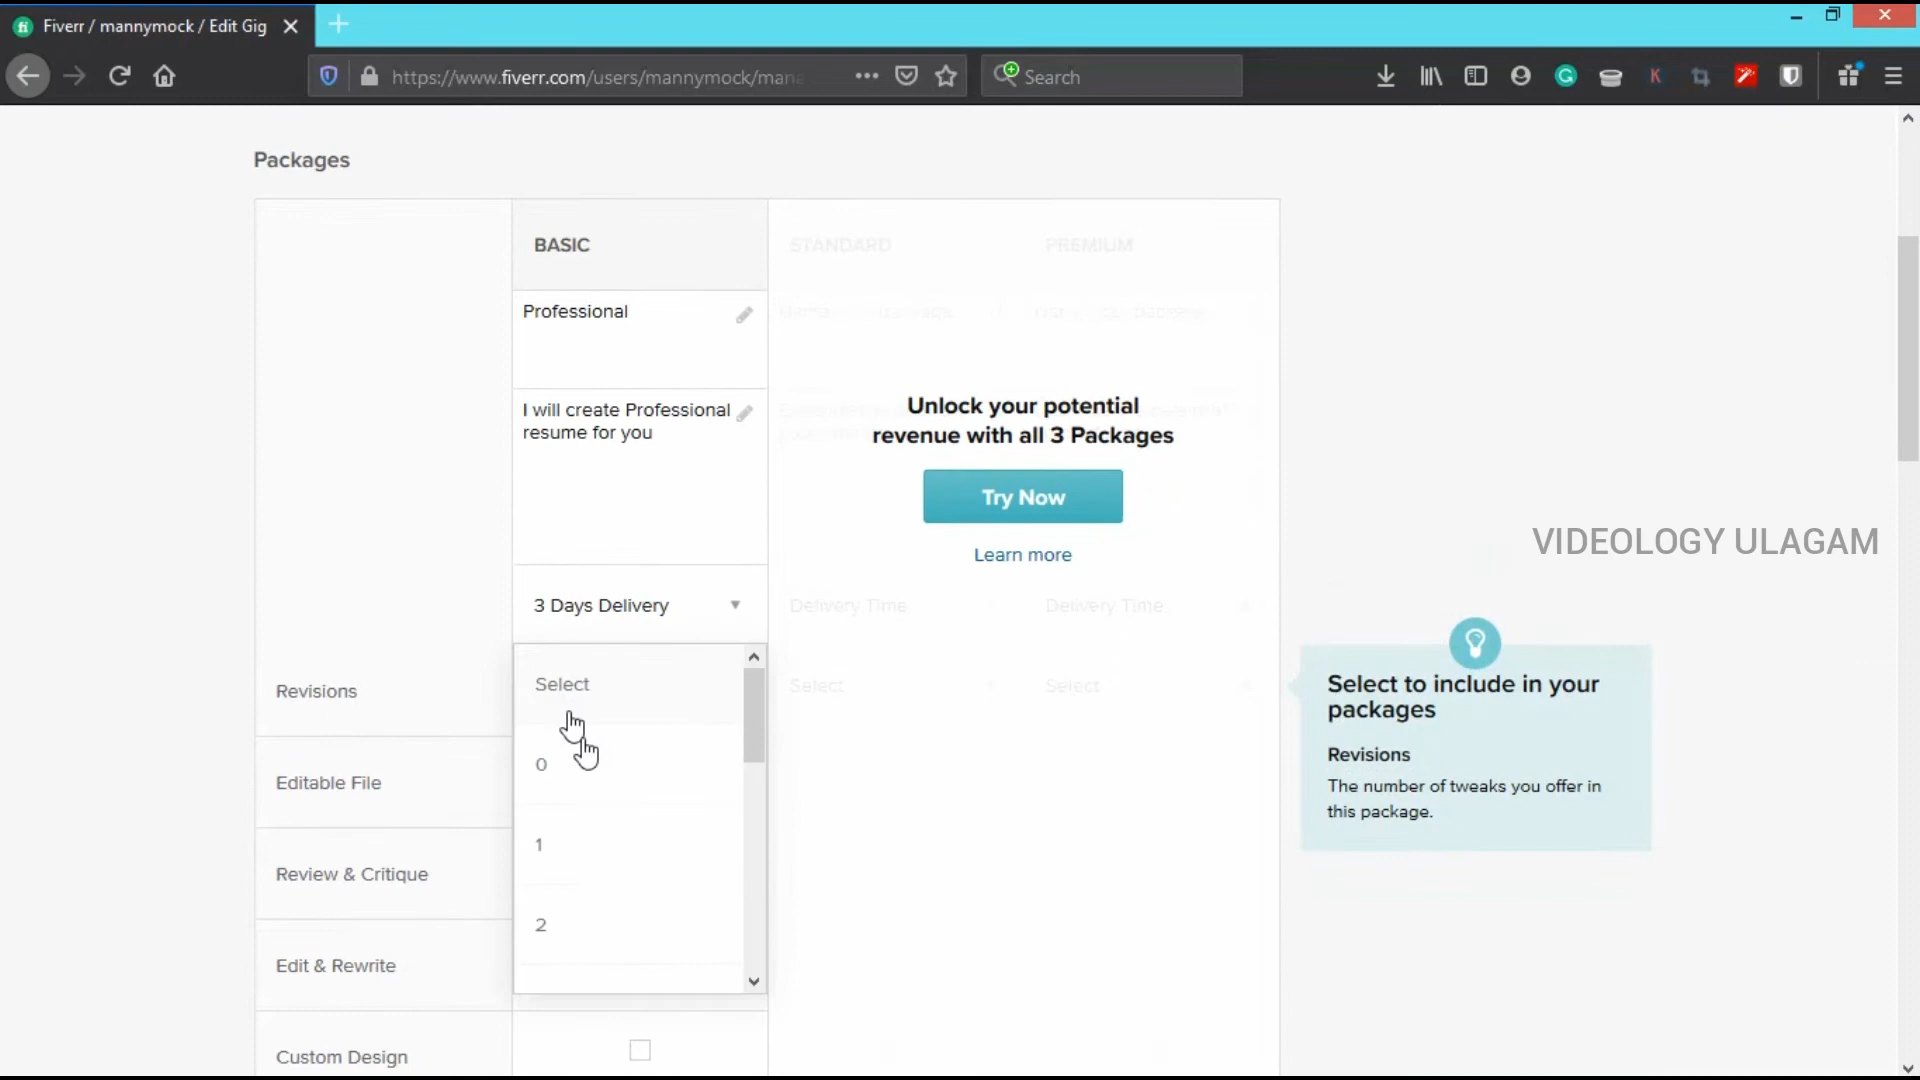 Fiverr / mannymock / Edit Gig
https://www.fiverr.com/users/mannymock/mana
Search
Packages
BASIC
STANDARD
PREMIUM
Professional
I will create Professional
resume for you
Unlock your potential
revenue with all 3 Packages
Try Now
Learn more
VIDEOLOGY ULAGAM
3 Days Delivery
Delivery Time
Delivery Time
Revisions
Select
Select
Select
0
1
2
Editable File
Review & Critique
Edit & Rewrite
Custom Design
Select to include in your
packages
Revisions
The number of tweaks you offer in
this package.